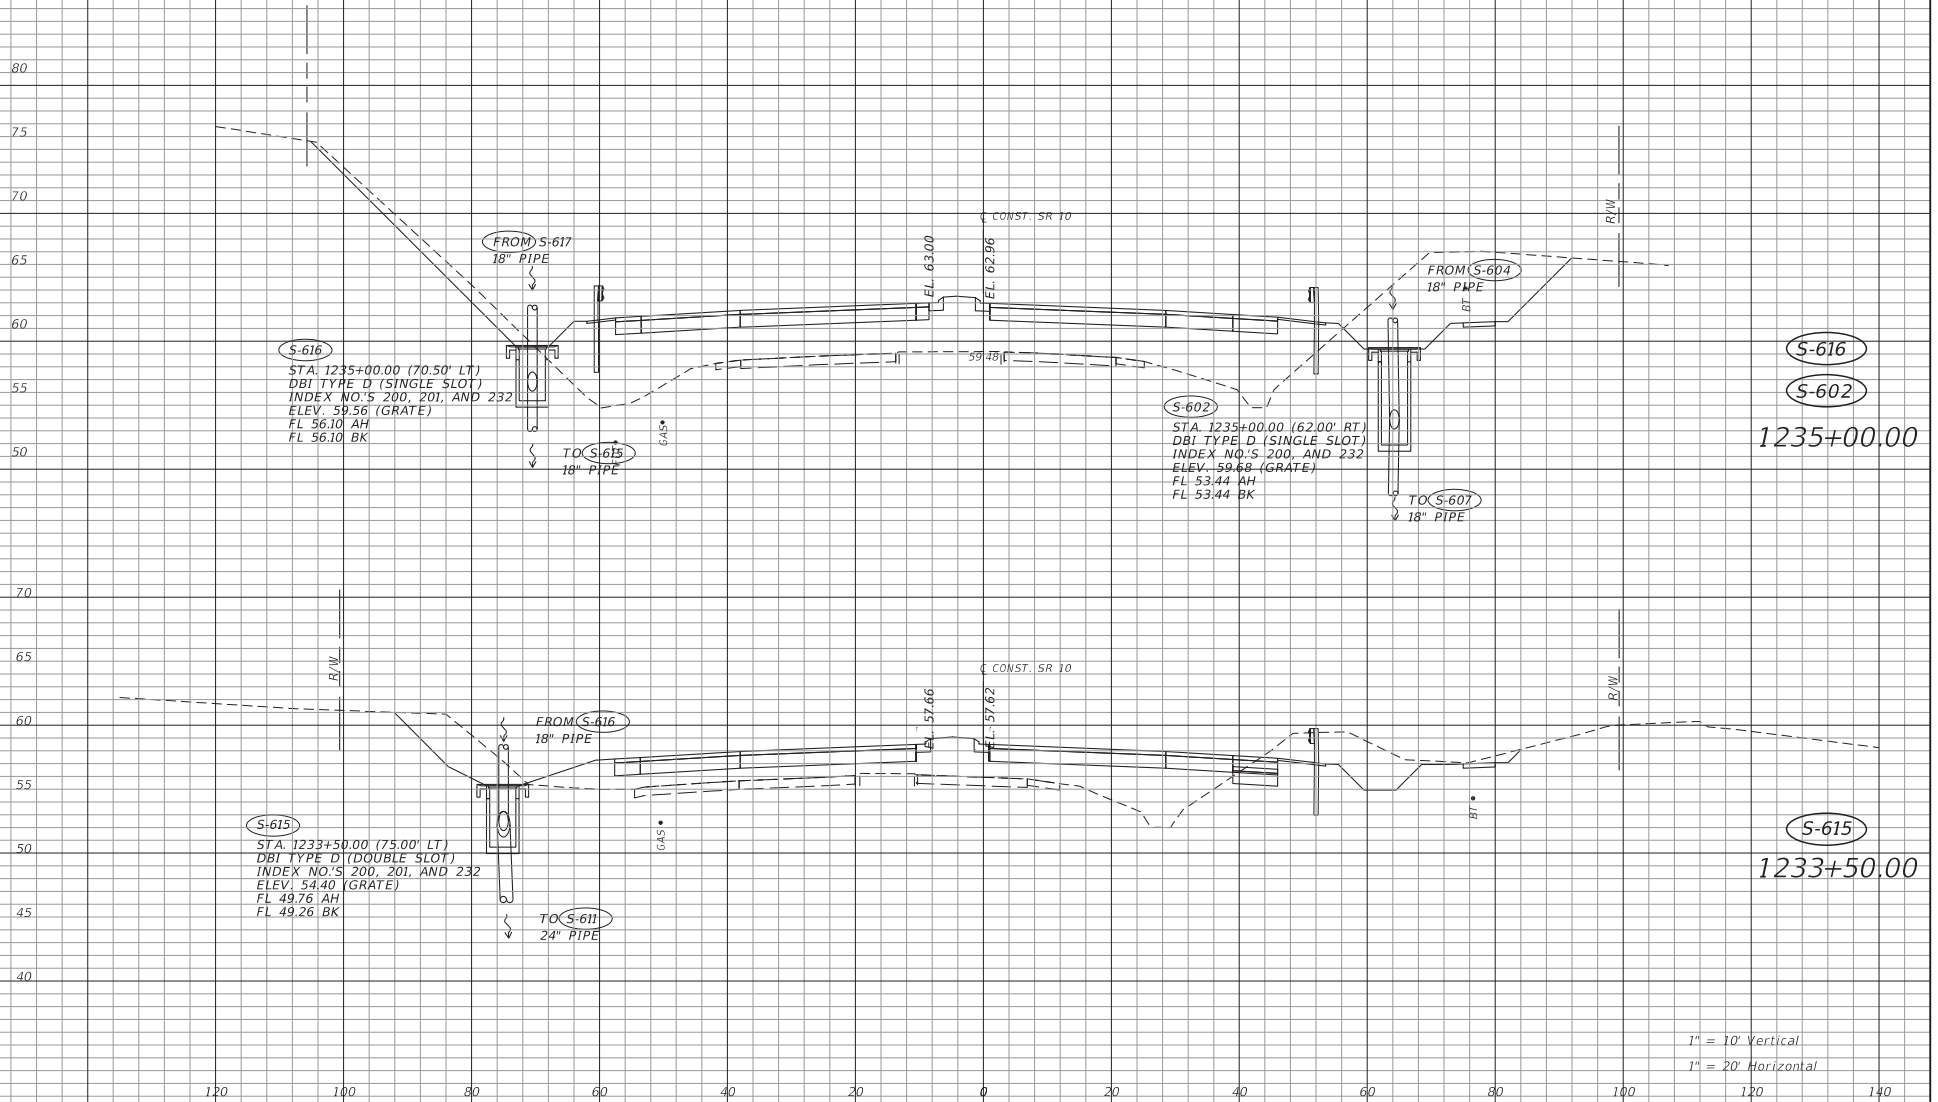 80
75
70
65
60
55
50
℄ CONST. SR 10
EL. 63.00
EL. 62.96
59.48
R/W
FROM S-617
18" PIPE
FROM S-604
18" PIPE
BT
S-616
STA. 1235+00.00 (70.50' LT)
DBI TYPE D (SINGLE SLOT)
INDEX NO.'S 200, 201, AND 232
ELEV. 59.56 (GRATE)
FL 56.10 AH
FL 56.10 BK
TO S-615
18" PIPE
GAS
S-602
STA. 1235+00.00 (62.00' RT)
DBI TYPE D (SINGLE SLOT)
INDEX NO.'S 200, AND 232
ELEV. 59.68 (GRATE)
FL 53.44 AH
FL 53.44 BK
TO S-607
18" PIPE
S-616
S-602
1235+00.00
70
65
60
55
50
45
40
R/W
℄ CONST. SR 10
EL. 57.66
EL. 57.62
R/W
FROM S-616
18" PIPE
S-615
STA. 1233+50.00 (75.00' LT)
DBI TYPE D (DOUBLE SLOT)
INDEX NO.'S 200, 201, AND 232
ELEV. 54.40 (GRATE)
FL 49.76 AH
FL 49.26 BK
TO S-611
24" PIPE
GAS
BT
S-615
1233+50.00
1" = 10' Vertical
1" = 20' Horizontal
120 100 80 60 40 20 0 20 40 60 80 100 120 140